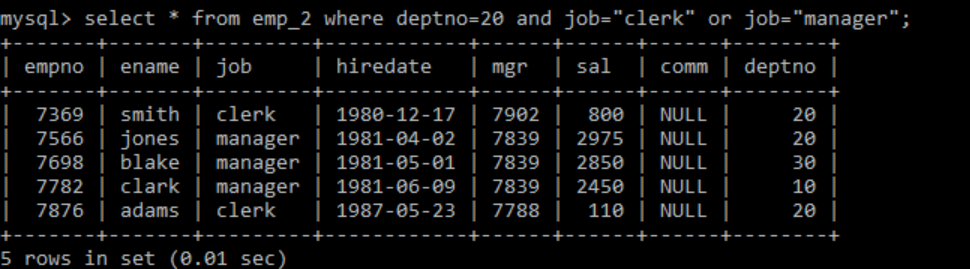 mysql> select * from emp_2 where deptno=20 and job="clerk" or job="manager";
+-------+-------+---------+------------+------+------+------+--------+
| empno | ename | job     | hiredate   | mgr  | sal  | comm | deptno |
+-------+-------+---------+------------+------+------+------+--------+
|  7369 | smith | clerk   | 1980-12-17 | 7902 |  800 | NULL |     20 |
|  7566 | jones | manager | 1981-04-02 | 7839 | 2975 | NULL |     20 |
|  7698 | blake | manager | 1981-05-01 | 7839 | 2850 | NULL |     30 |
|  7782 | clark | manager | 1981-06-09 | 7839 | 2450 | NULL |     10 |
|  7876 | adams | clerk   | 1987-05-23 | 7788 |  110 | NULL |     20 |
+-------+-------+---------+------------+------+------+------+--------+
5 rows in set (0.01 sec)